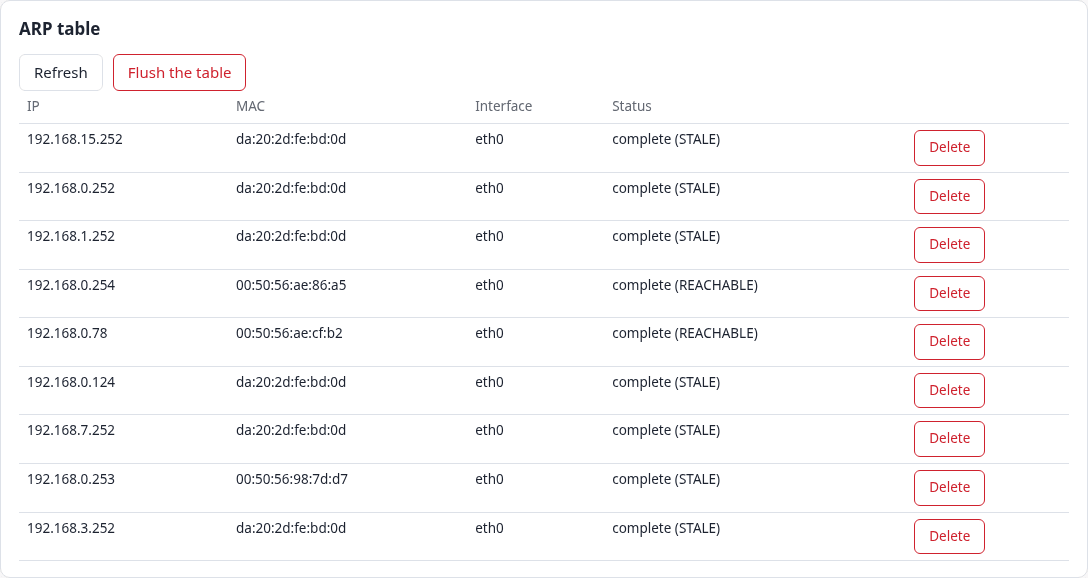 ARP table
Refresh Flush the table
IP MAC Interface Status
192.168.15.252 da:20:2d:fe:bd:0d eth0 complete (STALE) Delete
192.168.0.252 da:20:2d:fe:bd:0d eth0 complete (STALE) Delete
192.168.1.252 da:20:2d:fe:bd:0d eth0 complete (STALE) Delete
192.168.0.254 00:50:56:ae:86:a5 eth0 complete (REACHABLE) Delete
192.168.0.78 00:50:56:ae:cf:b2 eth0 complete (REACHABLE) Delete
192.168.0.124 da:20:2d:fe:bd:0d eth0 complete (STALE) Delete
192.168.7.252 da:20:2d:fe:bd:0d eth0 complete (STALE) Delete
192.168.0.253 00:50:56:98:7d:d7 eth0 complete (STALE) Delete
192.168.3.252 da:20:2d:fe:bd:0d eth0 complete (STALE) Delete